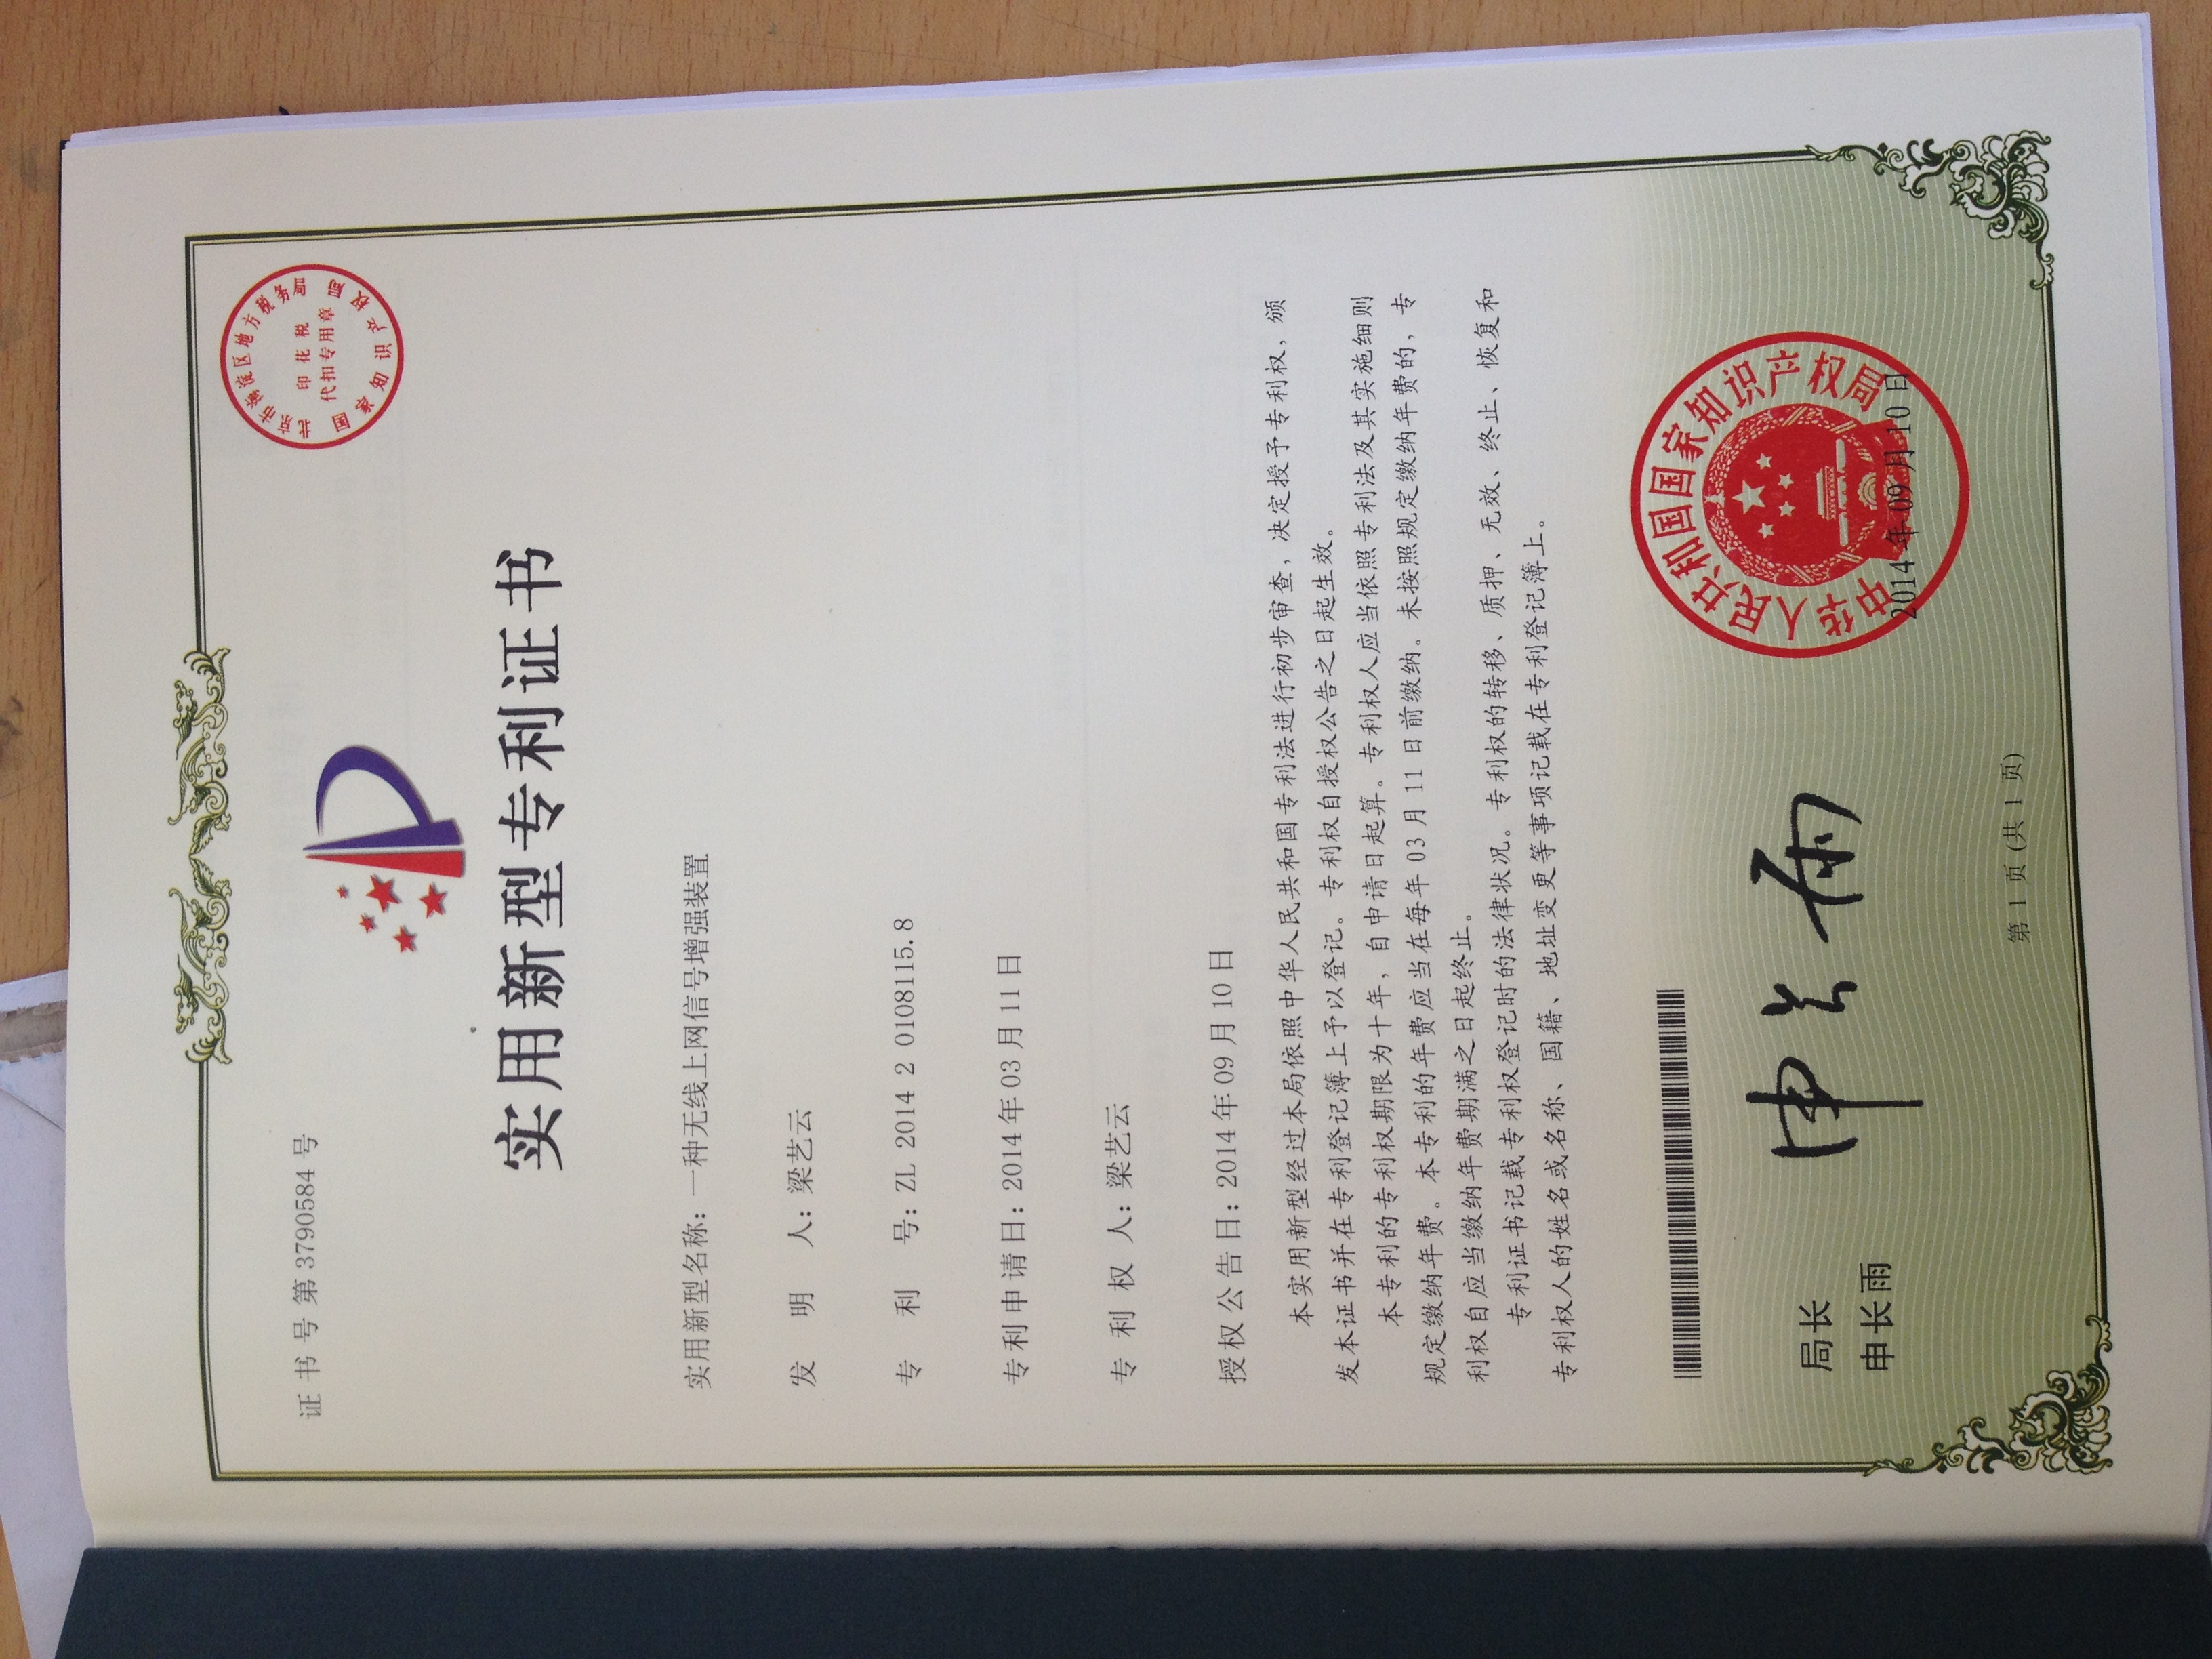 证书号第3790584号
北京市海淀区地方税务局
印花税
代扣专用章
国家知识产权局
实用新型专利证书
实用新型名称：一种无线上网信号增强装置
发明人：梁艺云
专利号：ZL 2014 2 0108115.8
专利申请日：2014年03月11日
专利权人：梁艺云
授权公告日：2014年09月10日
本实用新型经过本局依照中华人民共和国专利法进行初步审查，决定授予专利权，颁
发本证书并在专利登记簿上予以登记。专利权自授权公告之日起生效。
本专利的专利权期限为十年，自申请日起算。专利权人应当依照专利法及其实施细则
规定缴纳年费。本专利的年费应当在每年 03 月 11 日前缴纳。未按照规定缴纳年费的，专
利权自应当缴纳年费期满之日起终止。
专利证书记载专利权登记时的法律状况。专利权的转移、质押、无效、终止、恢复和
专利权人的姓名或名称、国籍、地址变更等事项记载在专利登记簿上。
局长
申长雨
申长雨
中华人民共和国国家知识产权局
2014年09月10日
第 1 页 (共 1 页)